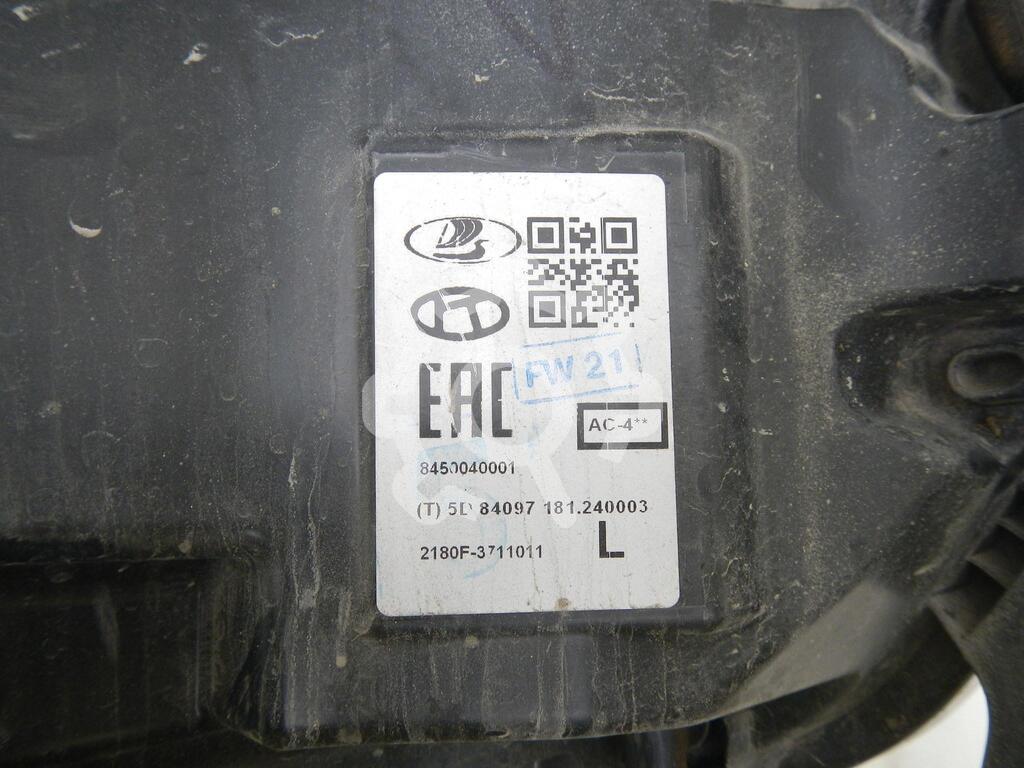 EAC
FW 21
AC-4**
8450040001
(T) 5D 84097 181.240003
2180F-3711011
L